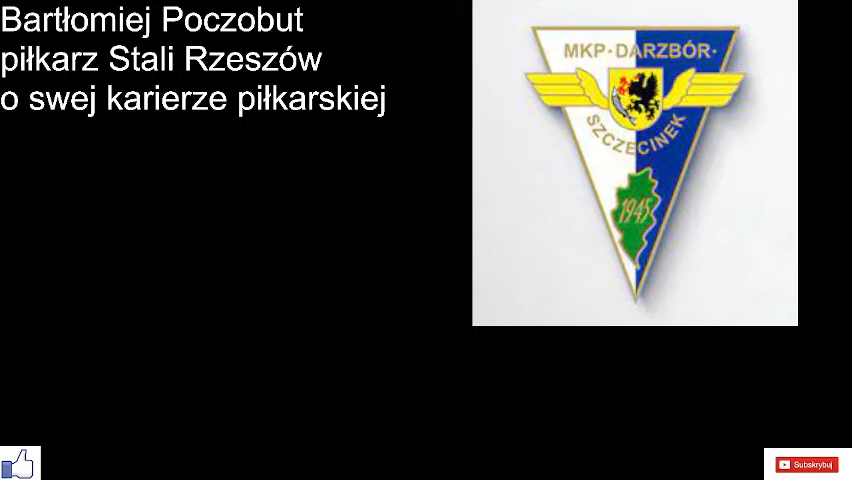 Bartłomiej Poczobut
piłkarz Stali Rzeszów
o swej karierze piłkarskiej
MKP·DARZBÓR·
SZCZECINEK
1945
Subskrybuj